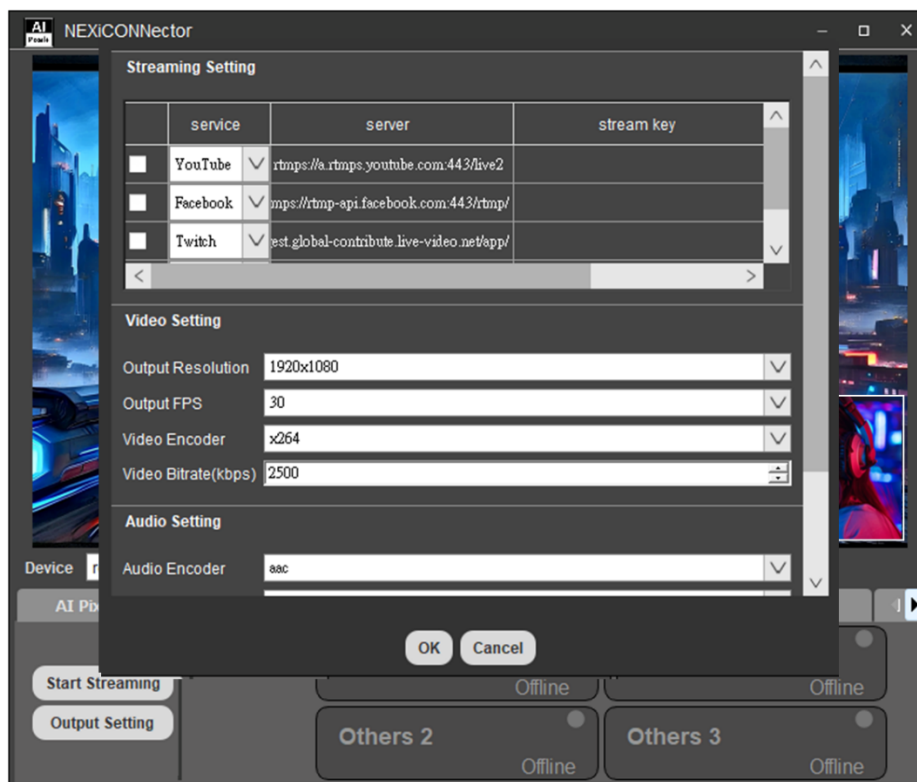 AI
Pixels
NEXiCONNector
Streaming Setting
service server stream key
YouTube rtmps://a.rtmps.youtube.com:443/live2
Facebook mps://rtmp-api.facebook.com:443/rtmp/
Twitch est.global-contribute.live-video.net/app/
Video Setting
Output Resolution 1920x1080
Output FPS 30
Video Encoder x264
Video Bitrate(kbps) 2500
Audio Setting
Audio Encoder aac
Device
AI Pix
OK Cancel
Start Streaming
Offline Offline
Output Setting
Others 2 Others 3
Offline Offline